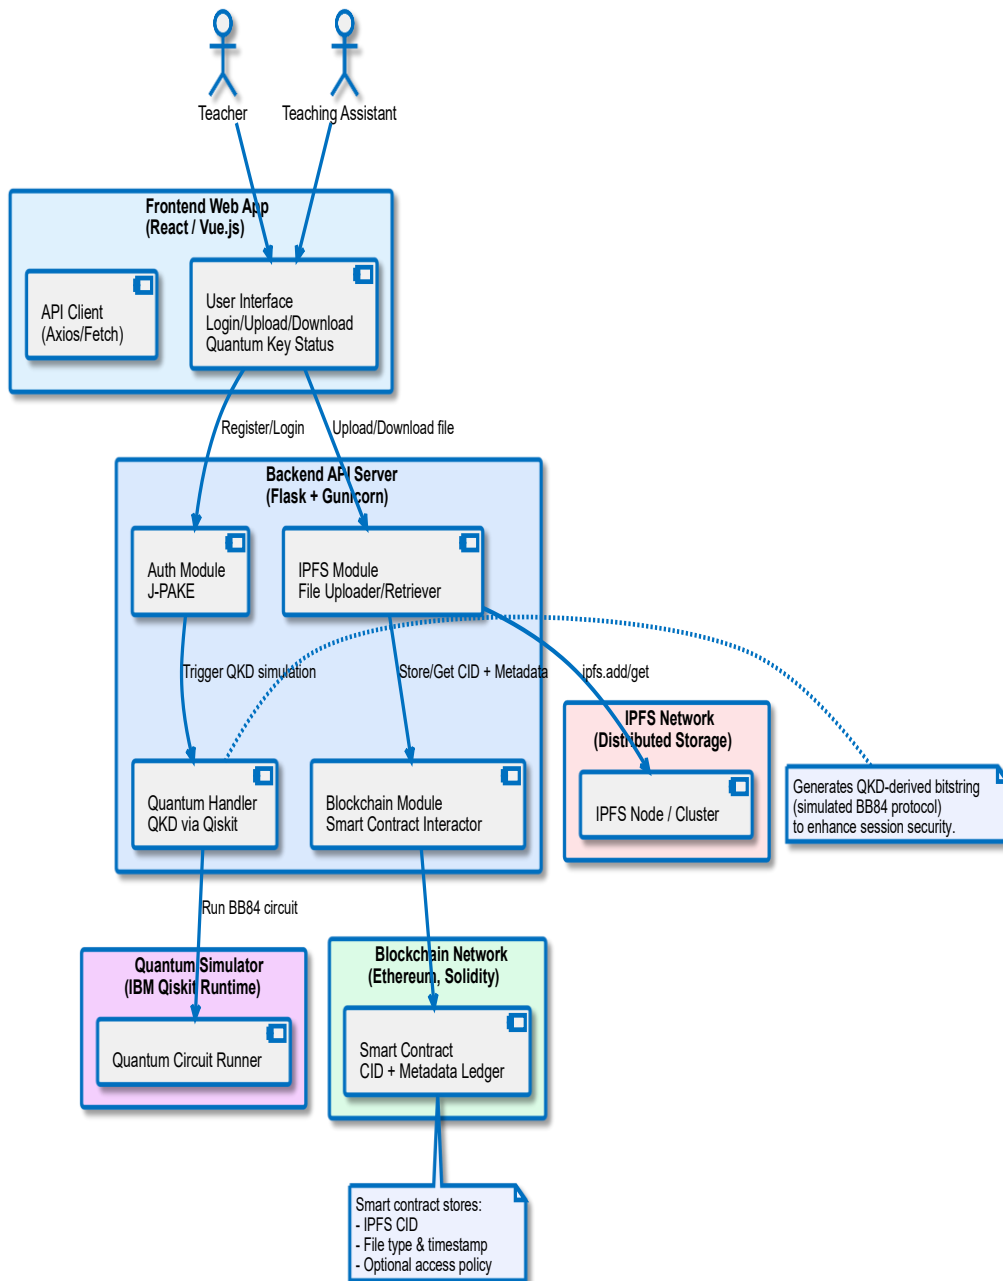 Teacher
Teaching Assistant
Frontend Web App
(React / Vue.js)
API Client
(Axios/Fetch)
User Interface
Login/Upload/Download
Quantum Key Status
Register/Login
Upload/Download file
Backend API Server
(Flask + Gunicorn)
Auth Module
J-PAKE
IPFS Module
File Uploader/Retriever
Trigger QKD simulation
Store/Get CID + Metadata
ipfs.add/get
IPFS Network
(Distributed Storage)
IPFS Node / Cluster
Generates QKD-derived bitstring
(simulated BB84 protocol)
to enhance session security.
Quantum Handler
QKD via Qiskit
Blockchain Module
Smart Contract Interactor
Run BB84 circuit
Quantum Simulator
(IBM Qiskit Runtime)
Quantum Circuit Runner
Blockchain Network
(Ethereum, Solidity)
Smart Contract
CID + Metadata Ledger
Smart contract stores:
- IPFS CID
- File type & timestamp
- Optional access policy